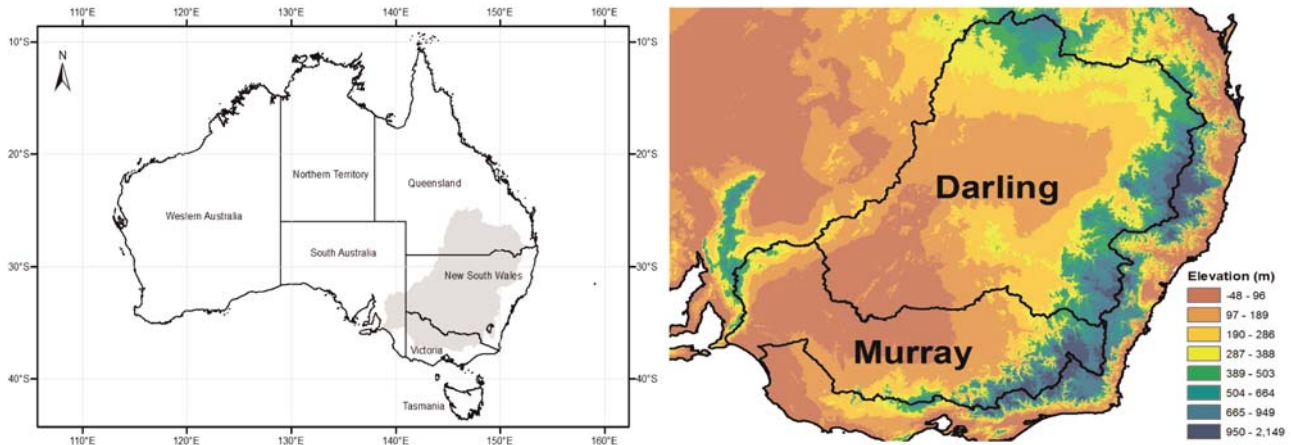 110°E 120°E 130°E 140°E 150°E 160°E
10°S 10°S
N
20°S 20°S
Northern Territory
Queensland
Western Australia
South Australia
New South Wales
30°S 30°S
Victoria
40°S 40°S
Tasmania
110°E 120°E 130°E 140°E 150°E 160°E
Darling
Murray
Elevation (m)
-48 - 96
97 - 189
190 - 286
287 - 388
389 - 503
504 - 664
665 - 949
950 - 2,149